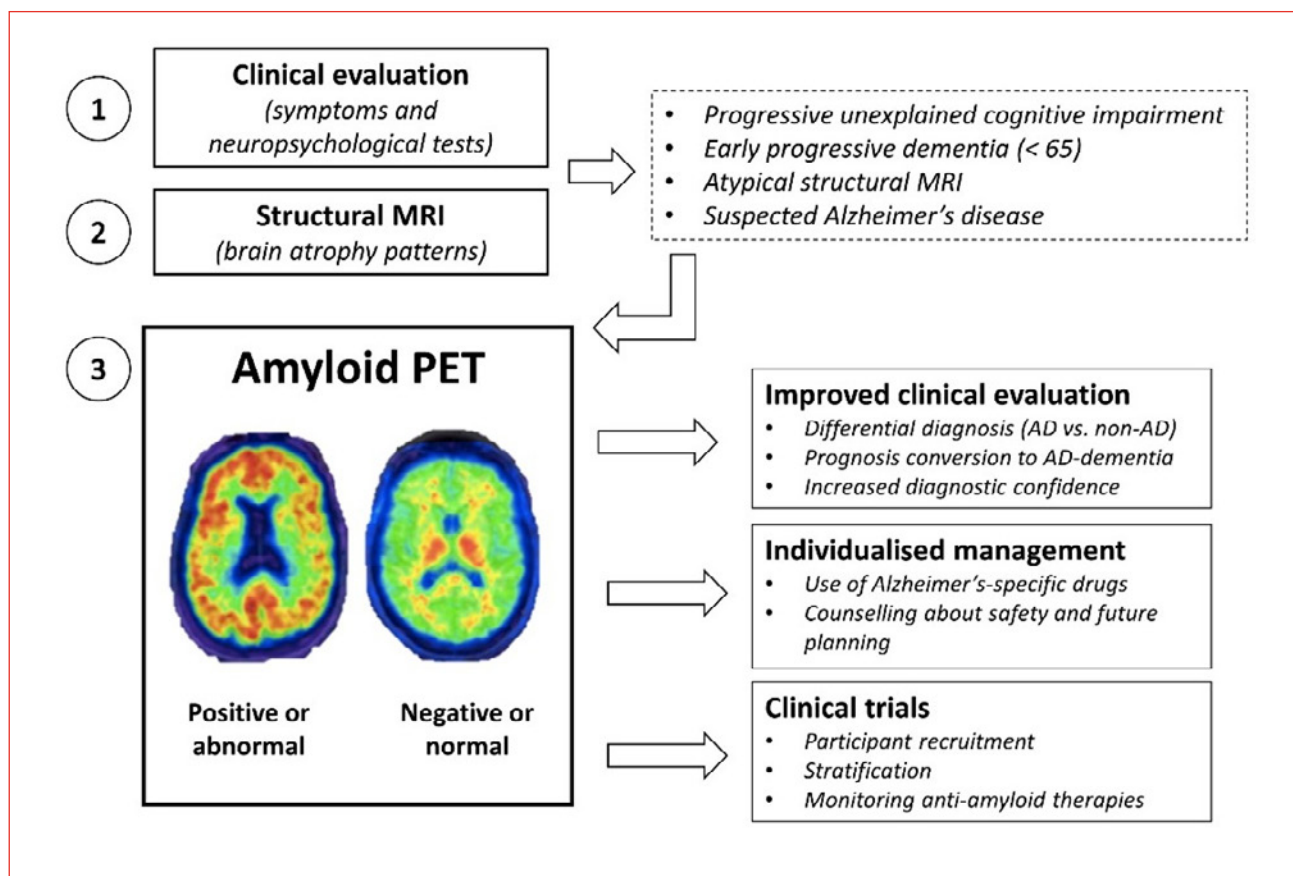 1
Clinical evaluation
(symptoms and
neuropsychological tests)
2
Structural MRI
(brain atrophy patterns)
• Progressive unexplained cognitive impairment
• Early progressive dementia (< 65)
• Atypical structural MRI
• Suspected Alzheimer’s disease
3
Amyloid PET
Positive or
abnormal
Negative or
normal
Improved clinical evaluation
• Differential diagnosis (AD vs. non-AD)
• Prognosis conversion to AD-dementia
• Increased diagnostic confidence
Individualised management
• Use of Alzheimer’s-specific drugs
• Counselling about safety and future
planning
Clinical trials
• Participant recruitment
• Stratification
• Monitoring anti-amyloid therapies